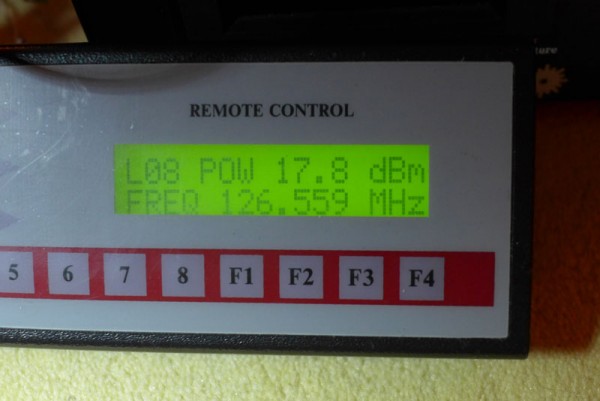 REMOTE CONTROL
L08 POW 17.8 dBm
FREQ 126.559 MHz
5 6 7 8 F1 F2 F3 F4